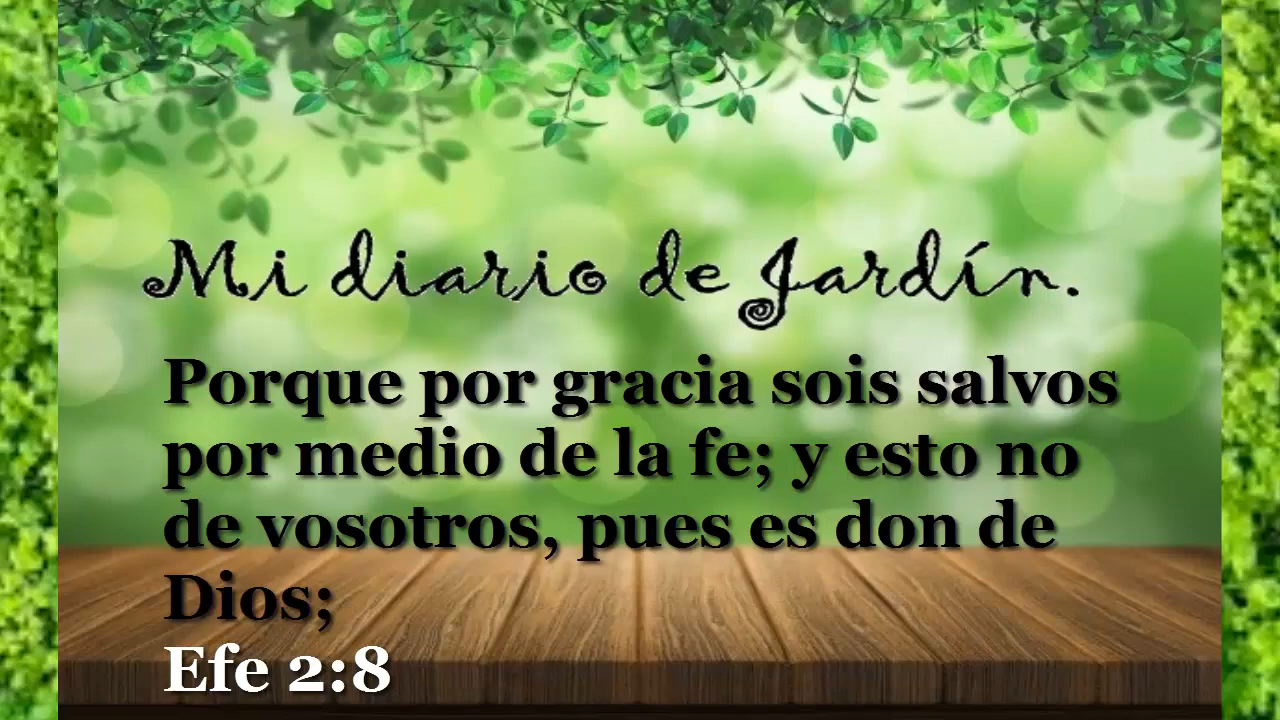 Mi diario de Jardín.
Porque por gracia sois salvos
por medio de la fe; y esto no
de vosotros, pues es don de
Dios;
Efe 2:8